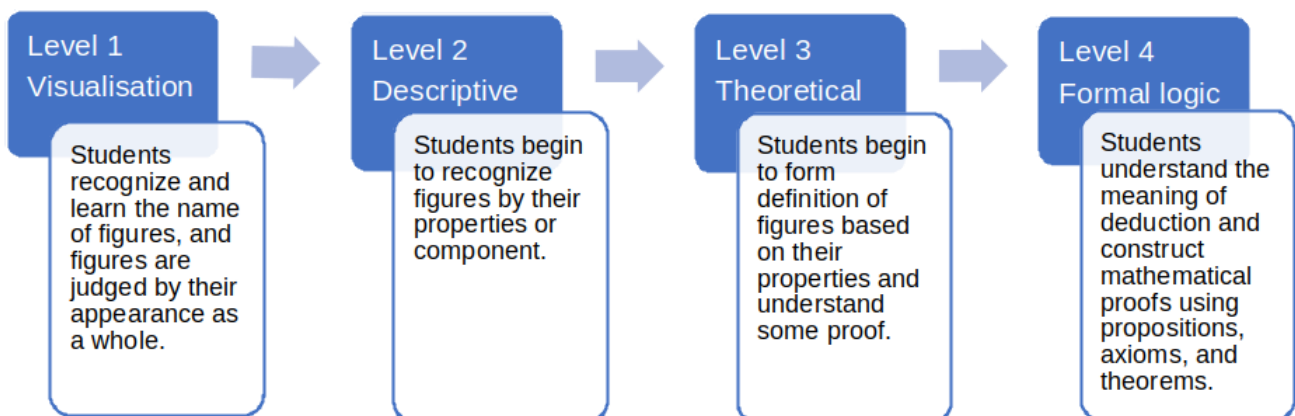 Level 1
Visualisation
Students
recognize and
learn the name
of figures, and
figures are
judged by their
appearance as
a whole.
Level 2
Descriptive
Students begin
to recognize
figures by their
properties or
component.
Level 3
Theoretical
Students begin
to form
definition of
figures based
on their
properties and
understand
some proof.
Level 4
Formal logic
Students
understand the
meaning of
deduction and
construct
mathematical
proofs using
propositions,
axioms, and
theorems.